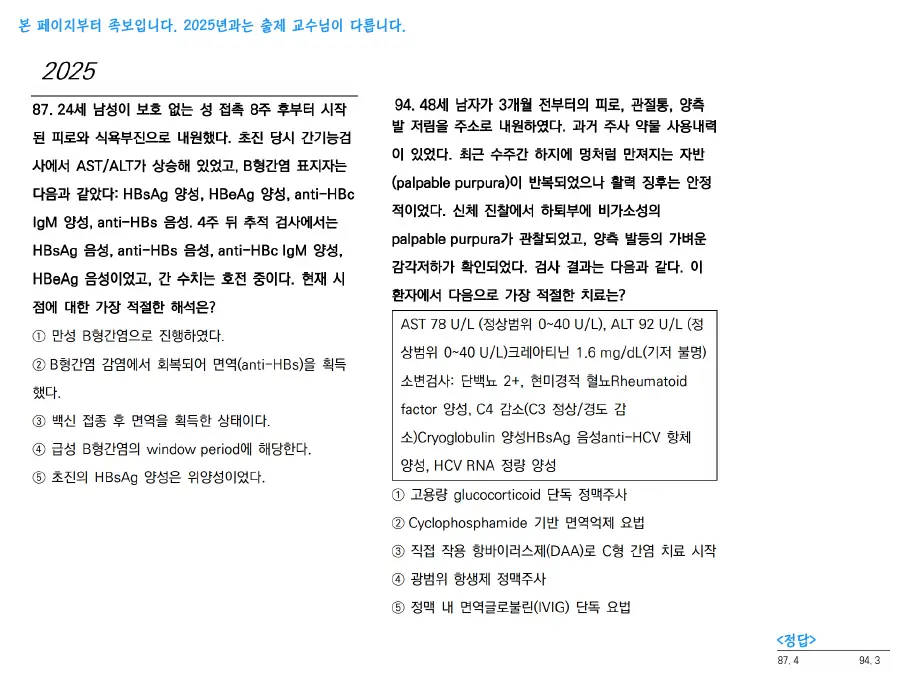 본 페이지부터 족보입니다. 2025년과는 출제 교수님이 다릅니다.
2025
87. 24세 남성이 보호 없는 성 접촉 8주 후부터 시작
된 피로와 식욕부진으로 내원했다. 초진 당시 간기능검
사에서 AST/ALT가 상승해 있었고, B형간염 표지자는
다음과 같았다: HBsAg 양성, HBeAg 양성, anti-HBc
IgM 양성, anti-HBs 음성. 4주 뒤 추적 검사에서는
HBsAg 음성, anti-HBs 음성, anti-HBc IgM 양성,
HBeAg 음성이었고, 간 수치는 호전 중이다. 현재 시
점에 대한 가장 적절한 해석은?
① 만성 B형간염으로 진행하였다.
② B형간염 감염에서 회복되어 면역(anti-HBs)을 획득
했다.
③ 백신 접종 후 면역을 획득한 상태이다.
④ 급성 B형간염의 window period에 해당한다.
⑤ 초진의 HBsAg 양성은 위양성이었다.
94. 48세 남자가 3개월 전부터의 피로, 관절통, 양측
발 저림을 주소로 내원하였다. 과거 주사 약물 사용내력
이 있었다. 최근 수주간 하지에 멍처럼 만져지는 자반
(palpable purpura)이 반복되었으나 활력 징후는 안정
적이었다. 신체 진찰에서 하퇴부에 비가소성의
palpable purpura가 관찰되었고, 양측 발등의 가벼운
감각저하가 확인되었다. 검사 결과는 다음과 같다. 이
환자에서 다음으로 가장 적절한 치료는?
AST 78 U/L (정상범위 0~40 U/L), ALT 92 U/L (정
상범위 0~40 U/L)크레아티닌 1.6 mg/dL(기저 불명)
소변검사: 단백뇨 2+, 현미경적 혈뇨Rheumatoid
factor 양성, C4 감소(C3 정상/경도 감
소)Cryoglobulin 양성HBsAg 음성anti-HCV 항체
양성, HCV RNA 정량 양성
① 고용량 glucocorticoid 단독 정맥주사
② Cyclophosphamide 기반 면역억제 요법
③ 직접 작용 항바이러스제(DAA)로 C형 간염 치료 시작
④ 광범위 항생제 정맥주사
⑤ 정맥 내 면역글로불린(IVIG) 단독 요법
<정답>
87. 4 94. 3